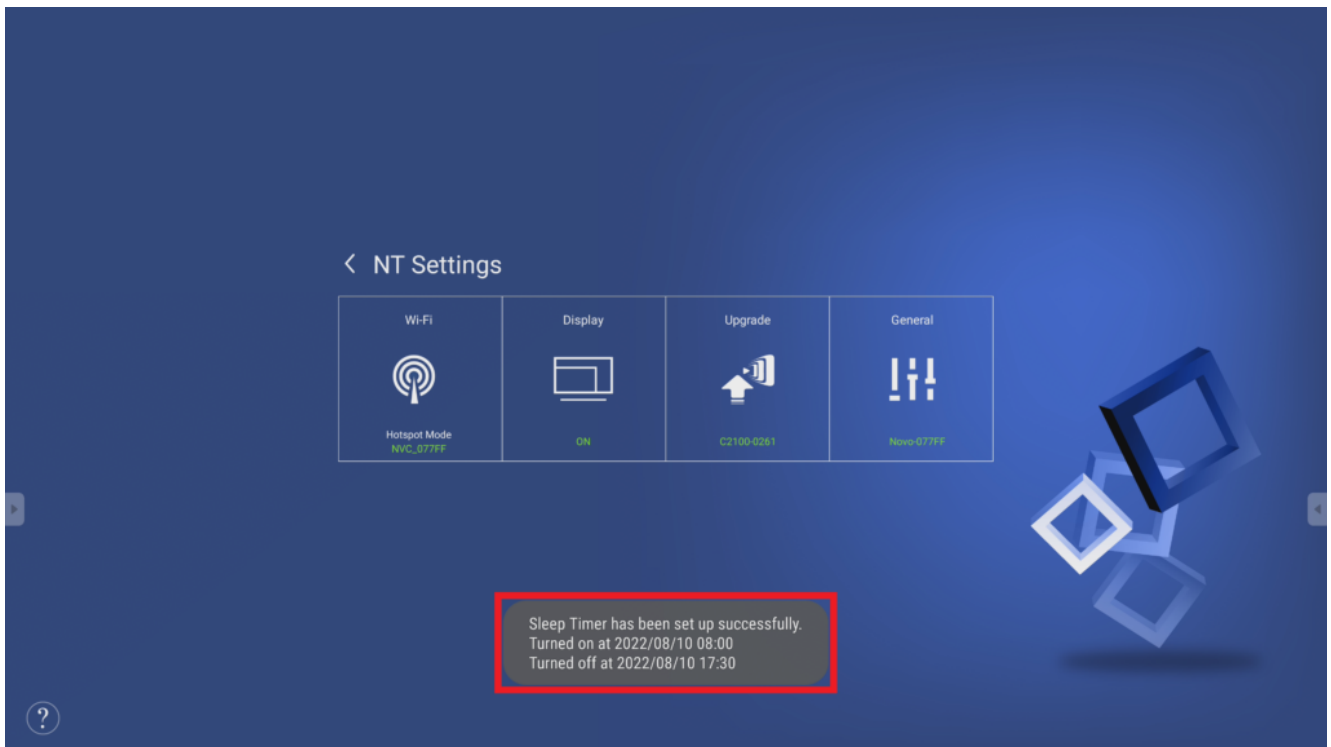 NT Settings
Wi-Fi
Hotspot Mode
NVC_077FF
Display
ON
Upgrade
C2100-0261
General
Novo-077FF
Sleep Timer has been set up successfully.
Turned on at 2022/08/10 08:00
Turned off at 2022/08/10 17:30
?